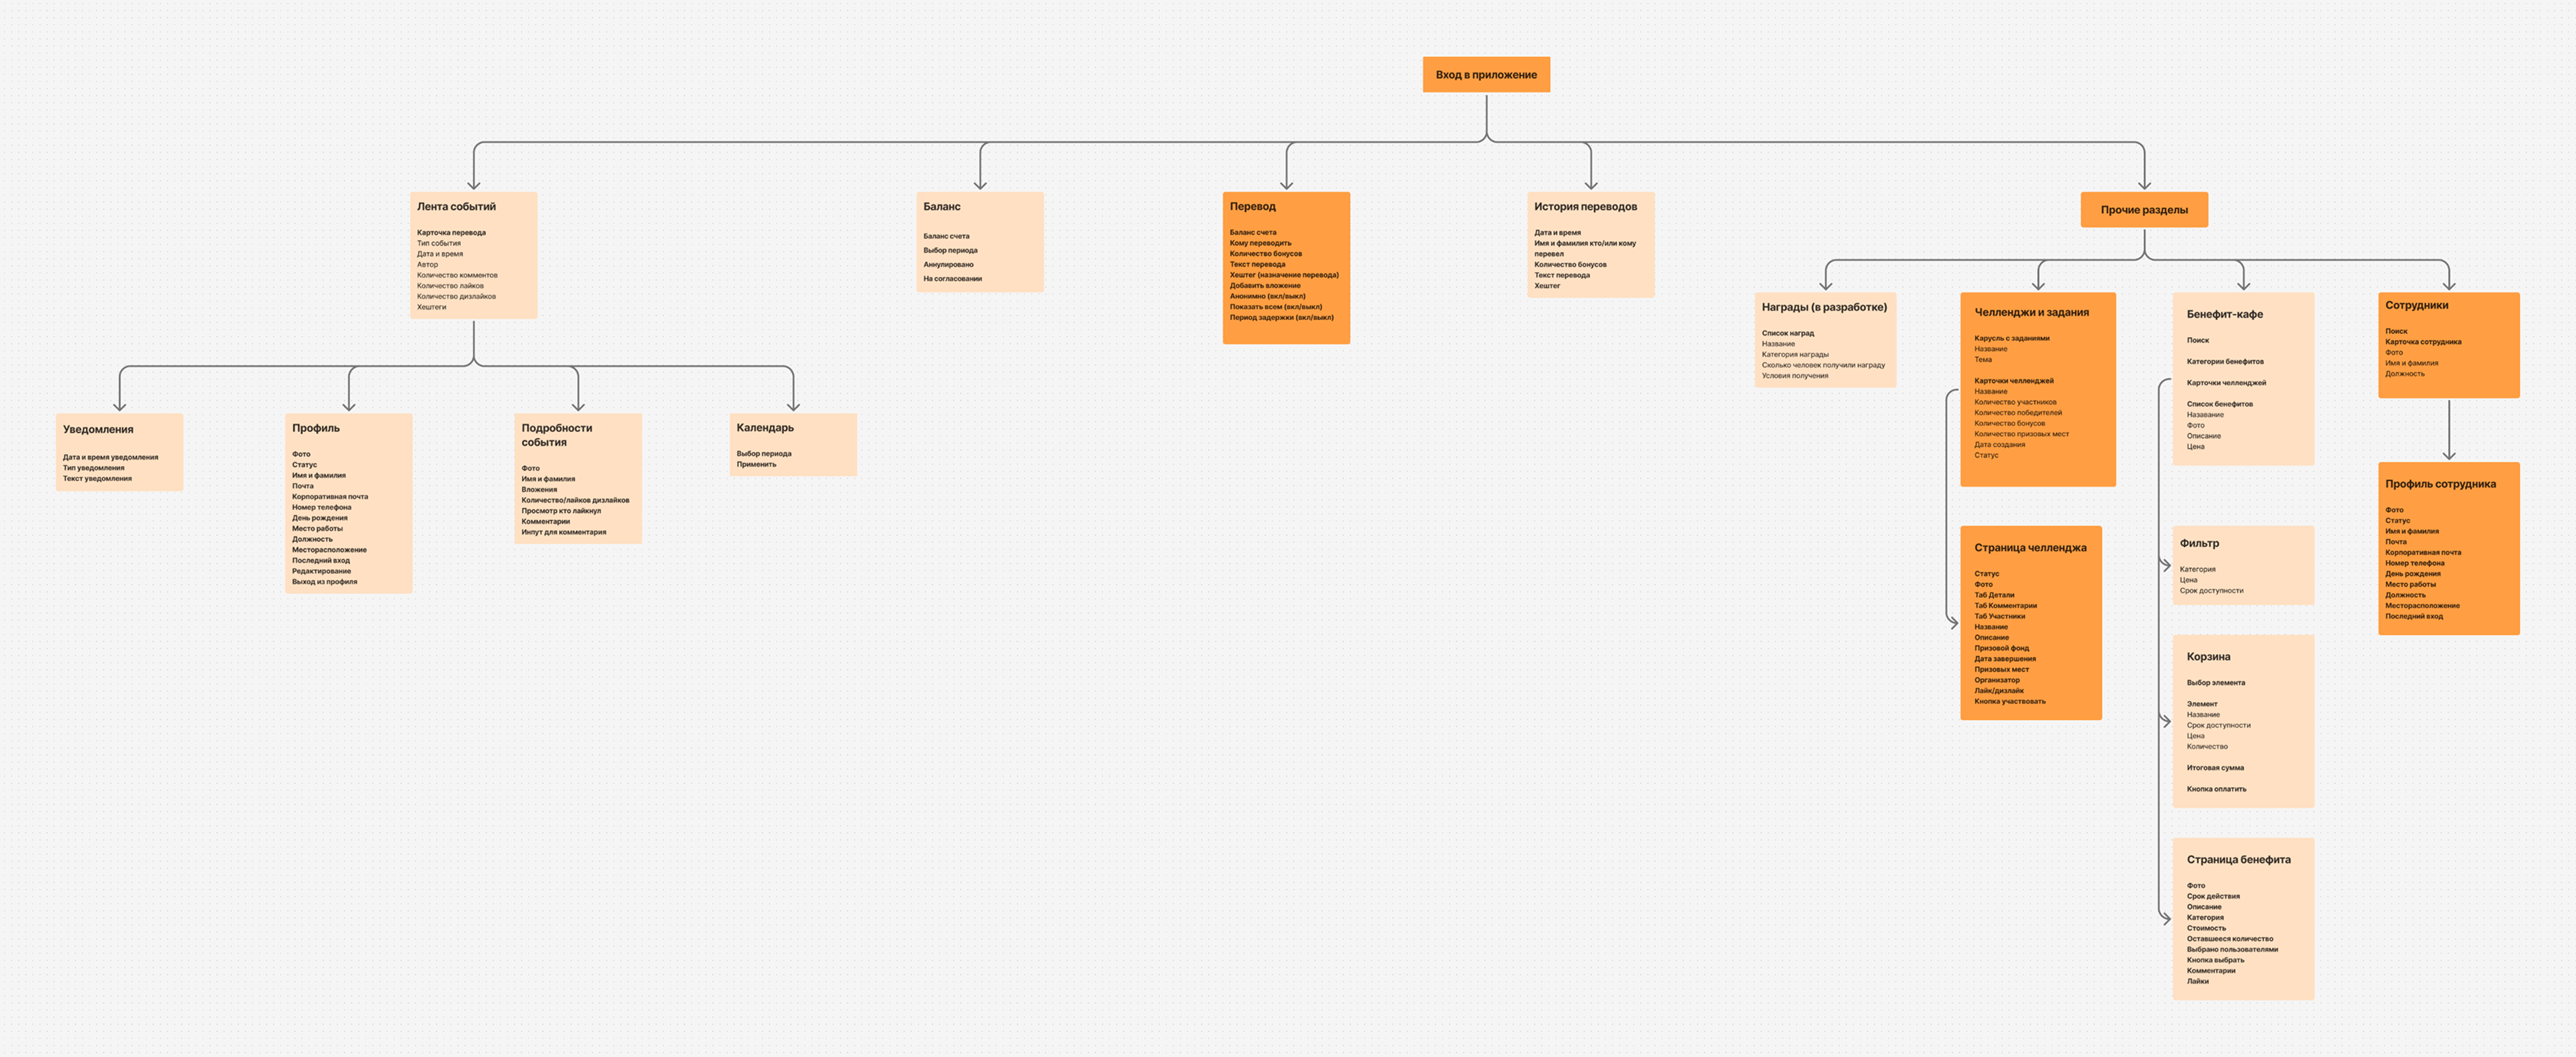 Вход в приложение
Лента событий
Карточка перевода
Тип события
Дата и время
Автор
Количество комментов
Количество лайков
Количество дизлайков
Хештеги
Баланс
Баланс счета
Выбор периода
Аннулировано
На согласовании
Перевод
Баланс счета
Кому переводить
Количество бонусов
Текст перевода
Хештег (назначение перевода)
Добавить вложение
Анонимно (вкл/выкл)
Показать всем (вкл/выкл)
Период задержки (вкл/выкл)
История переводов
Дата и время
Имя и фамилия кто/или кому
перевел
Количество бонусов
Текст перевода
Хештег
Прочие разделы
Уведомления
Дата и время уведомления
Тип уведомления
Текст уведомления
Профиль
Фото
Статус
Имя и фамилия
Почта
Корпоративная почта
Номер телефона
День рождения
Место работы
Должность
Месторасположение
Последний вход
Редактирование
Выход из профиля
Подробности
события
Фото
Имя и фамилия
Вложения
Количество/лайков дизлайков
Просмотр кто лайкнул
Комментарии
Инпут для комментария
Календарь
Выбор периода
Применить
Награды (в разработке)
Список наград
Название
Категория награды
Сколько человек получили награду
Условия получения
Челленджи и задания
Карусль с заданиями
Название
Тема
Карточки челленджей
Название
Количество участников
Количество победителей
Количество бонусов
Количество призовых мест
Дата создания
Статус
Страница челленджа
Статус
Фото
Таб Детали
Таб Комментарии
Таб Участники
Название
Описание
Призовой фонд
Дата завершения
Призовых мест
Организатор
Лайк/дизлайк
Кнопка участвовать
Бенефит-кафе
Поиск
Категории бенефитов
Карточки челленджей
Список бенефитов
Назавание
Фото
Описание
Цена
Фильтр
Категория
Цена
Срок доступности
Корзина
Выбор элемента
Элемент
Название
Срок доступности
Цена
Количество
Итоговая сумма
Кнопка оплатить
Страница бенефита
Фото
Срок действия
Описание
Категория
Стоимость
Оставшееся количество
Выбрано пользователями
Кнопка выбрать
Комментарии
Лайки
Сотрудники
Поиск
Карточка сотрудника
Фото
Имя и фамилия
Должность
Профиль сотрудника
Фото
Статус
Имя и фамилия
Почта
Корпоративная почта
Номер телефона
День рождения
Место работы
Должность
Месторасположение
Последний вход